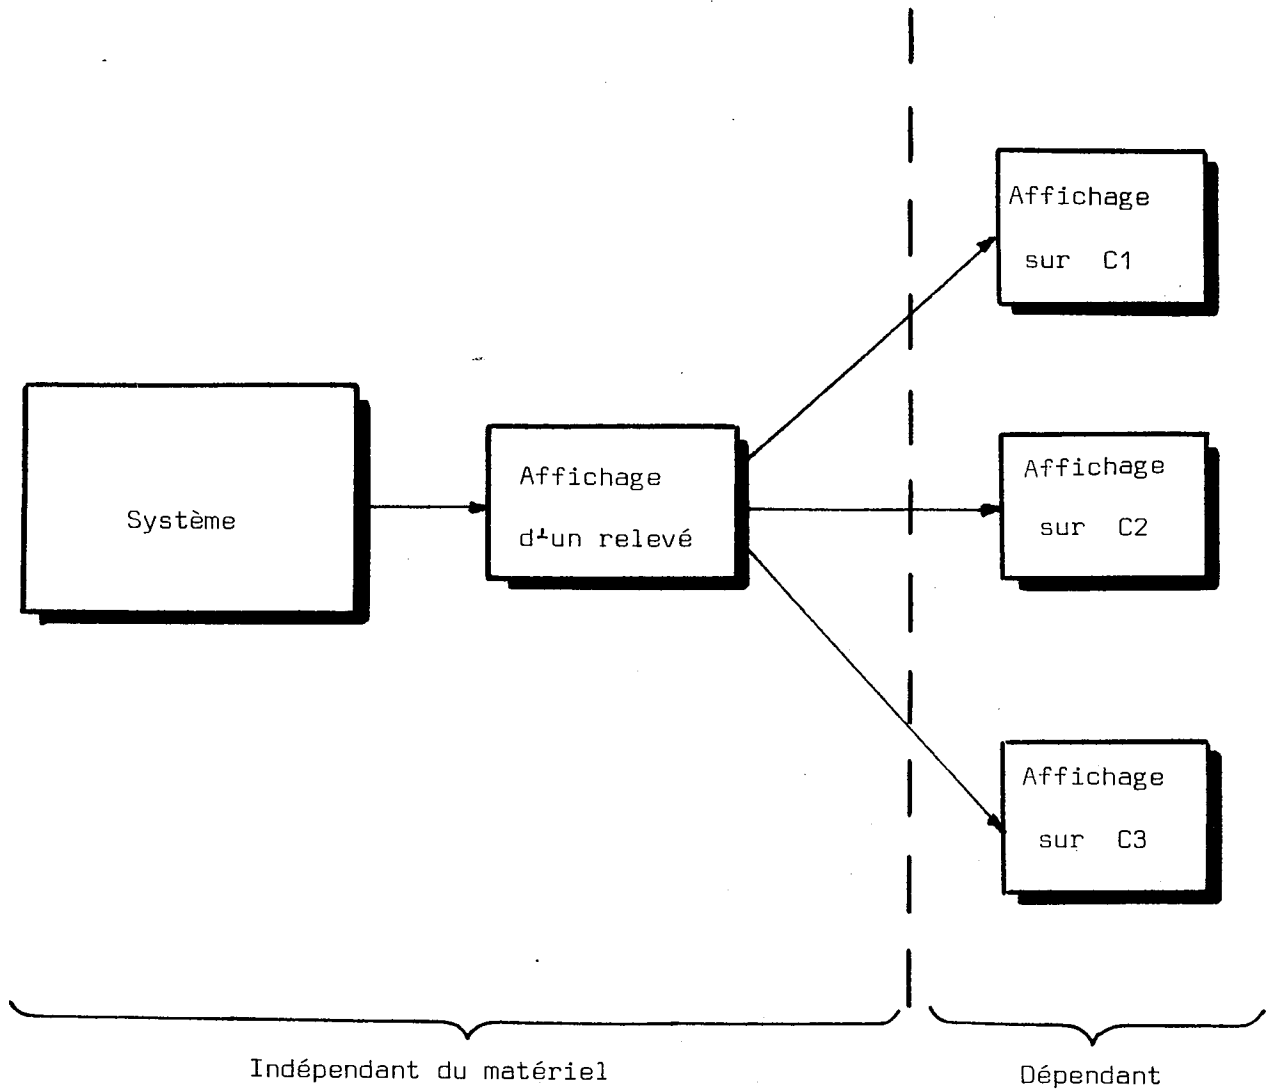 Affichage
sur C1
Système
Affichage
d'un relevé
Affichage
sur C2
Affichage
sur C3
Indépendant du matériel
Dépendant